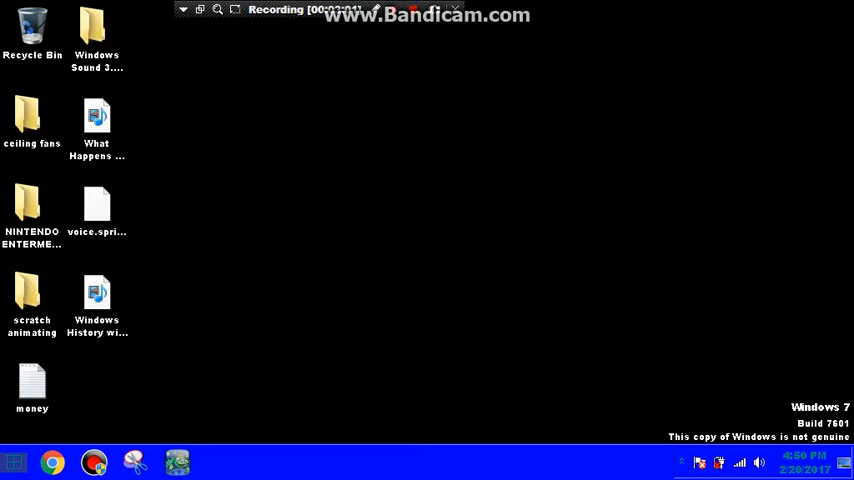 Recording [00:02:01]
www.Bandicam.com
Recycle Bin
Windows
Sound 3....
ceiling fans
What
Happens ...
NINTENDO
ENTERME...
voice.spri...
scratch
animating
Windows
History wi...
money
Windows 7
Build 7601
This copy of Windows is not genuine
4:50 PM
2/20/2017